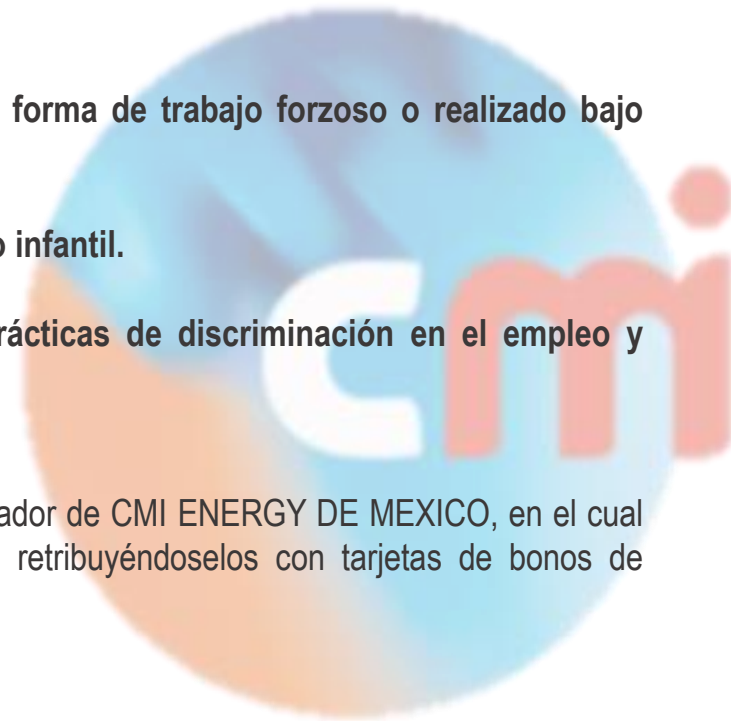 forma de trabajo forzoso o realizado bajo
infantil.
prácticas de discriminación en el empleo y
cmi
ador de CMI ENERGY DE MEXICO, en el cual
retribuyéndoselos con tarjetas de bonos de